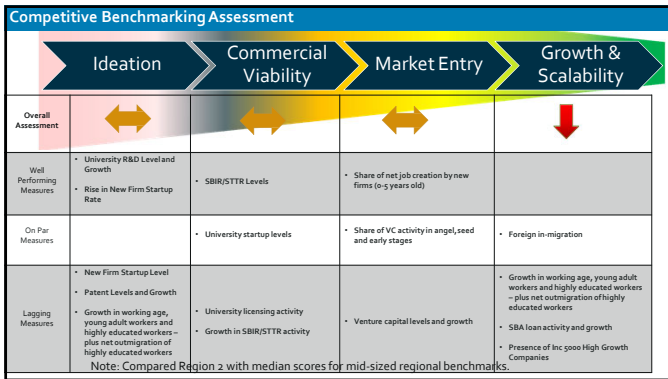 Competitive Benchmarking Assessment
Ideation
Commercial
Viability
Market Entry
Growth &
Scalability
Overall
Assessment
Well
Performing
Measures
• University R&D Level and
Growth
• Rise in New Firm Startup
Rate
• SBIR/STTR Levels
• Share of net job creation by new
firms (0-5 years old)
On Par
Measures
• University startup levels
• Share of VC activity in angel, seed
and early stages
• Foreign in-migration
Lagging
Measures
• New Firm Startup Level
• Patent Levels and Growth
• Growth in working age,
young adult workers and
highly educated workers –
plus net outmigration of
highly educated workers
• University licensing activity
• Growth in SBIR/STTR activity
• Venture capital levels and growth
• Growth in working age, young adult
workers and highly educated workers
– plus net outmigration of highly
educated workers
• SBA loan activity and growth
• Presence of Inc 5000 High Growth
Companies
Note: Compared Region 2 with median scores for mid-sized regional benchmarks.